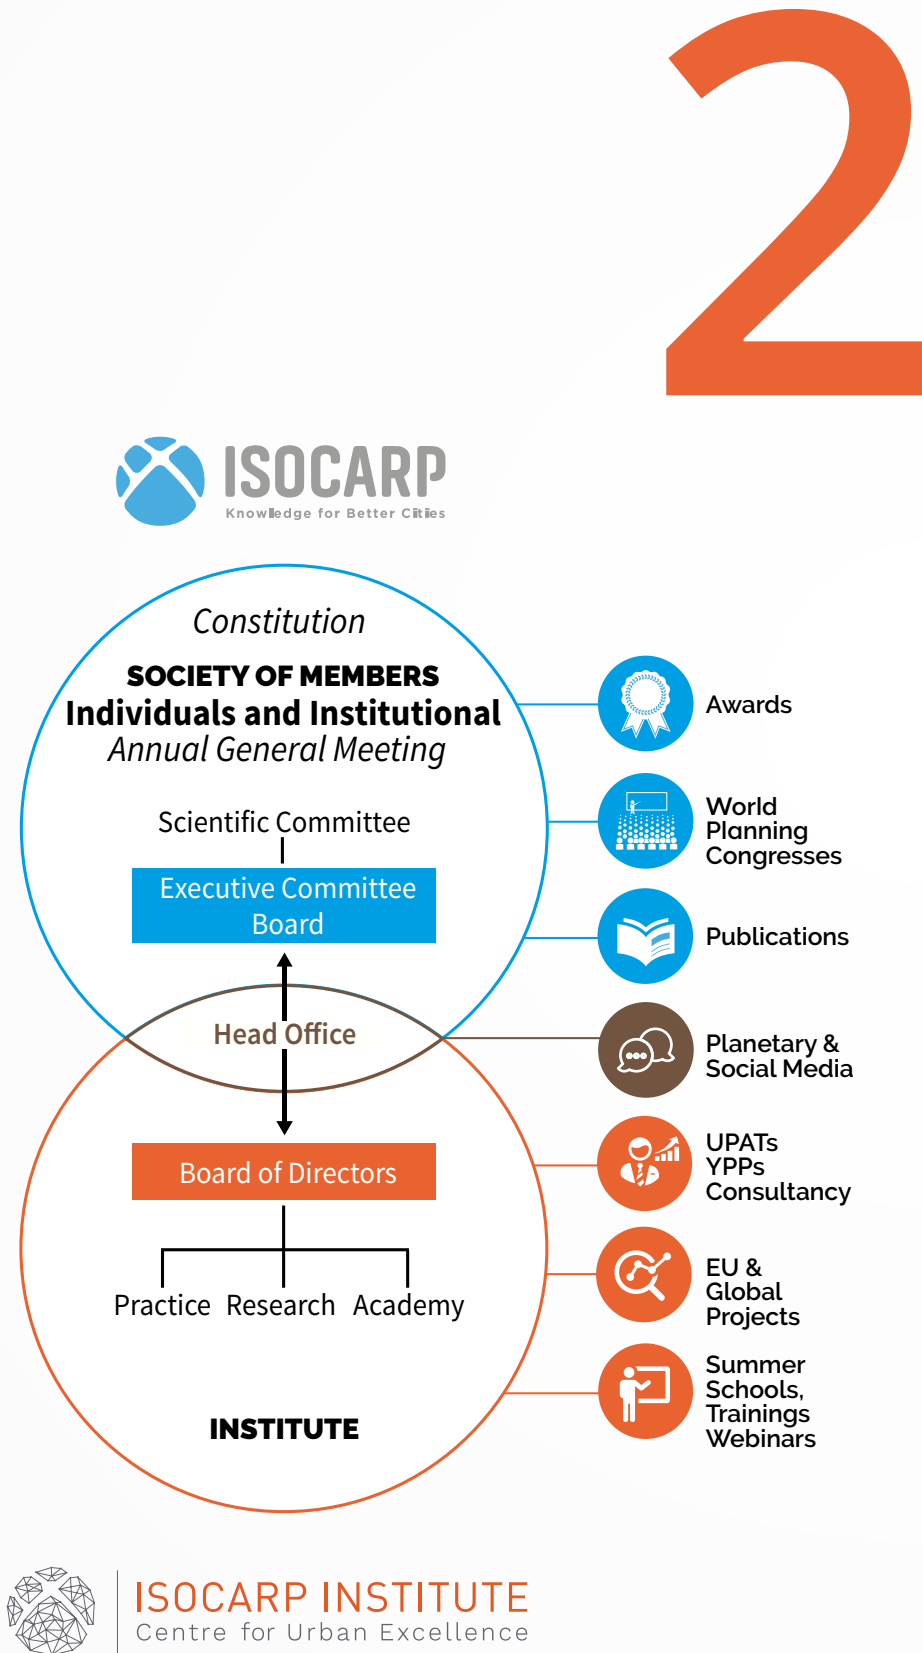 2
ISOCARP
Knowledge for Better Cities
Constitution
SOCIETY OF MEMBERS
Individuals and Institutional
Annual General Meeting
Scientific Committee
Executive Committee
Board
Head Office
Board of Directors
Practice Research Academy
INSTITUTE
Awards
World
Planning
Congresses
Publications
Planetary &
Social Media
UPATs
YPPs
Consultancy
EU &
Global
Projects
Summer
Schools,
Trainings
Webinars
ISOCARP INSTITUTE
Centre for Urban Excellence